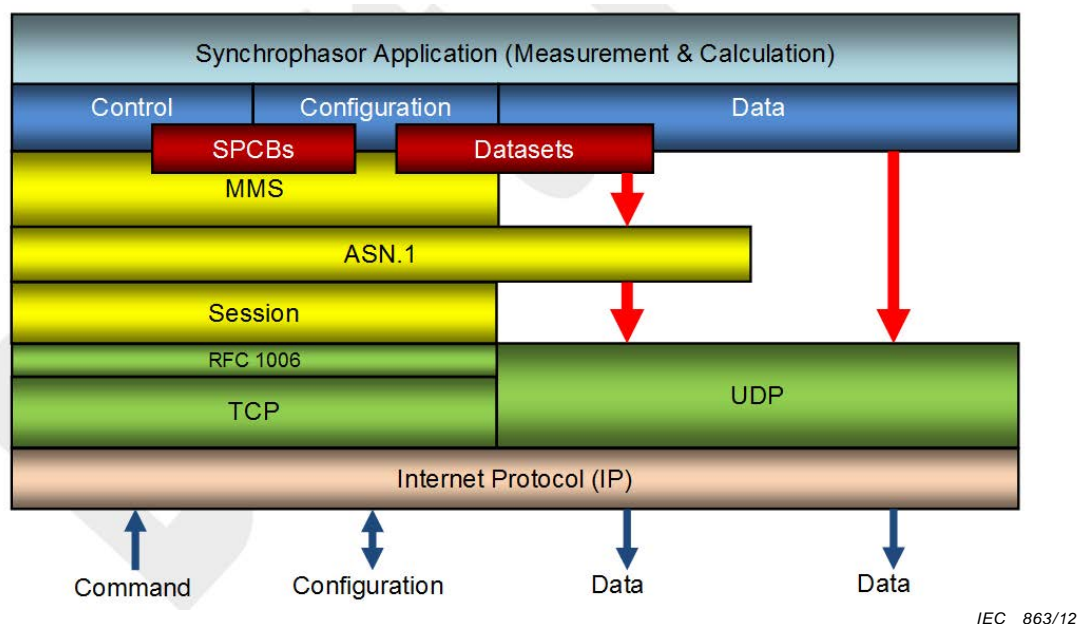 Synchrophasor Application (Measurement & Calculation)
Control
Configuration
Data
SPCBs
Datasets
MMS
ASN.1
Session
RFC 1006
TCP
UDP
Internet Protocol (IP)
Command
Configuration
Data
Data
IEC 863/12